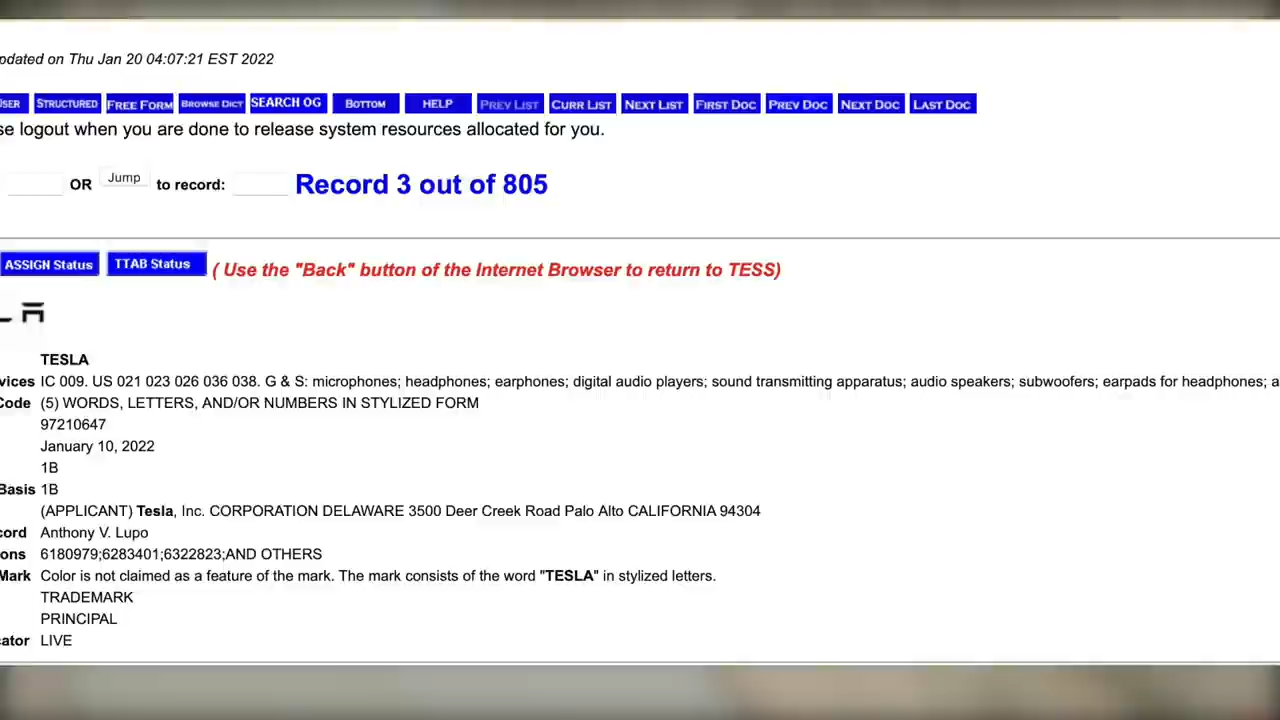 pdated on Thu Jan 20 04:07:21 EST 2022
SER STRUCTURED FREE FORM BROWSE DICT SEARCH OG BOTTOM HELP PREV LIST CURR LIST NEXT LIST FIRST DOC PREV DOC NEXT DOC LAST DOC
se logout when you are done to release system resources allocated for you.
OR Jump to record: Record 3 out of 805
ASSIGN Status TTAB Status ( Use the "Back" button of the Internet Browser to return to TESS)
TESLA
vices IC 009. US 021 023 026 036 038. G & S: microphones; headphones; earphones; digital audio players; sound transmitting apparatus; audio speakers; subwoofers; earpads for headphones; a
Code (5) WORDS, LETTERS, AND/OR NUMBERS IN STYLIZED FORM
97210647
January 10, 2022
1B
Basis 1B
(APPLICANT) Tesla, Inc. CORPORATION DELAWARE 3500 Deer Creek Road Palo Alto CALIFORNIA 94304
cord Anthony V. Lupo
ons 6180979;6283401;6322823;AND OTHERS
Mark Color is not claimed as a feature of the mark. The mark consists of the word "TESLA" in stylized letters.
TRADEMARK
PRINCIPAL
cator LIVE